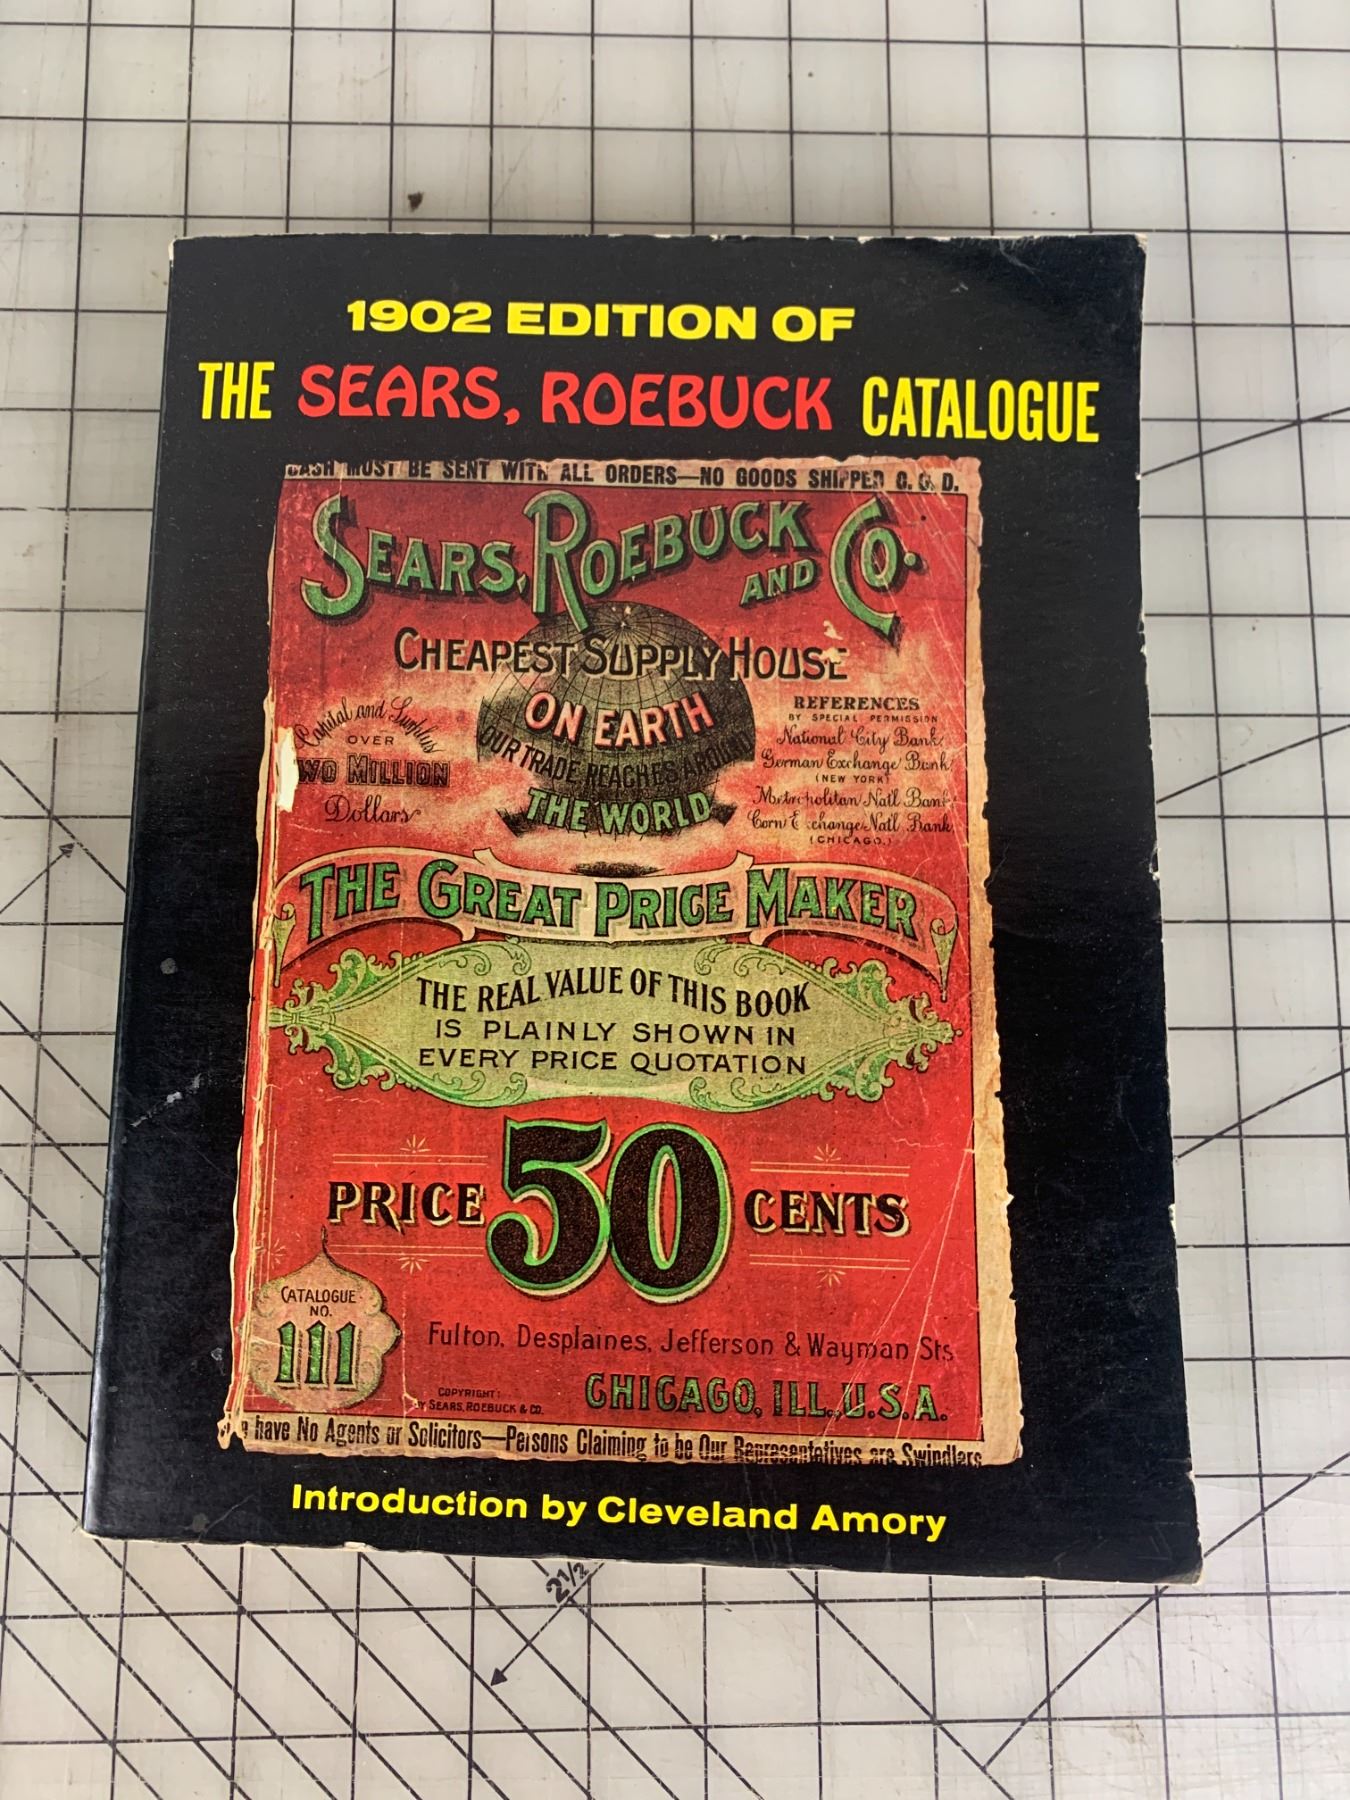 1902 EDITION OF
THE SEARS, ROEBUCK CATALOGUE
CASH MUST BE SENT WITH ALL ORDERS—NO GOODS SHIPPED C. O. D.
SEARS, ROEBUCK AND CO.
CHEAPEST SUPPLY HOUSE
ON EARTH
OUR TRADE REACHES AROUND
THE WORLD
Capital and Surplus
OVER
TWO MILLION
Dollars
REFERENCES
BY SPECIAL PERMISSION
National City Bank
German Exchange Bank
(NEW YORK)
Metropolitan Natl Bank
Corn Exchange Natl Bank
(CHICAGO.)
THE GREAT PRICE MAKER
THE REAL VALUE OF THIS BOOK
IS PLAINLY SHOWN IN
EVERY PRICE QUOTATION
PRICE 50 CENTS
CATALOGUE
NO.
111
Fulton, Desplaines, Jefferson & Wayman Sts
CHICAGO, ILL., U.S.A.
COPYRIGHT:
BY SEARS, ROEBUCK & CO.
have No Agents or Solicitors—Persons Claiming to be Our Representatives are Swindlers
Introduction by Cleveland Amory
2½